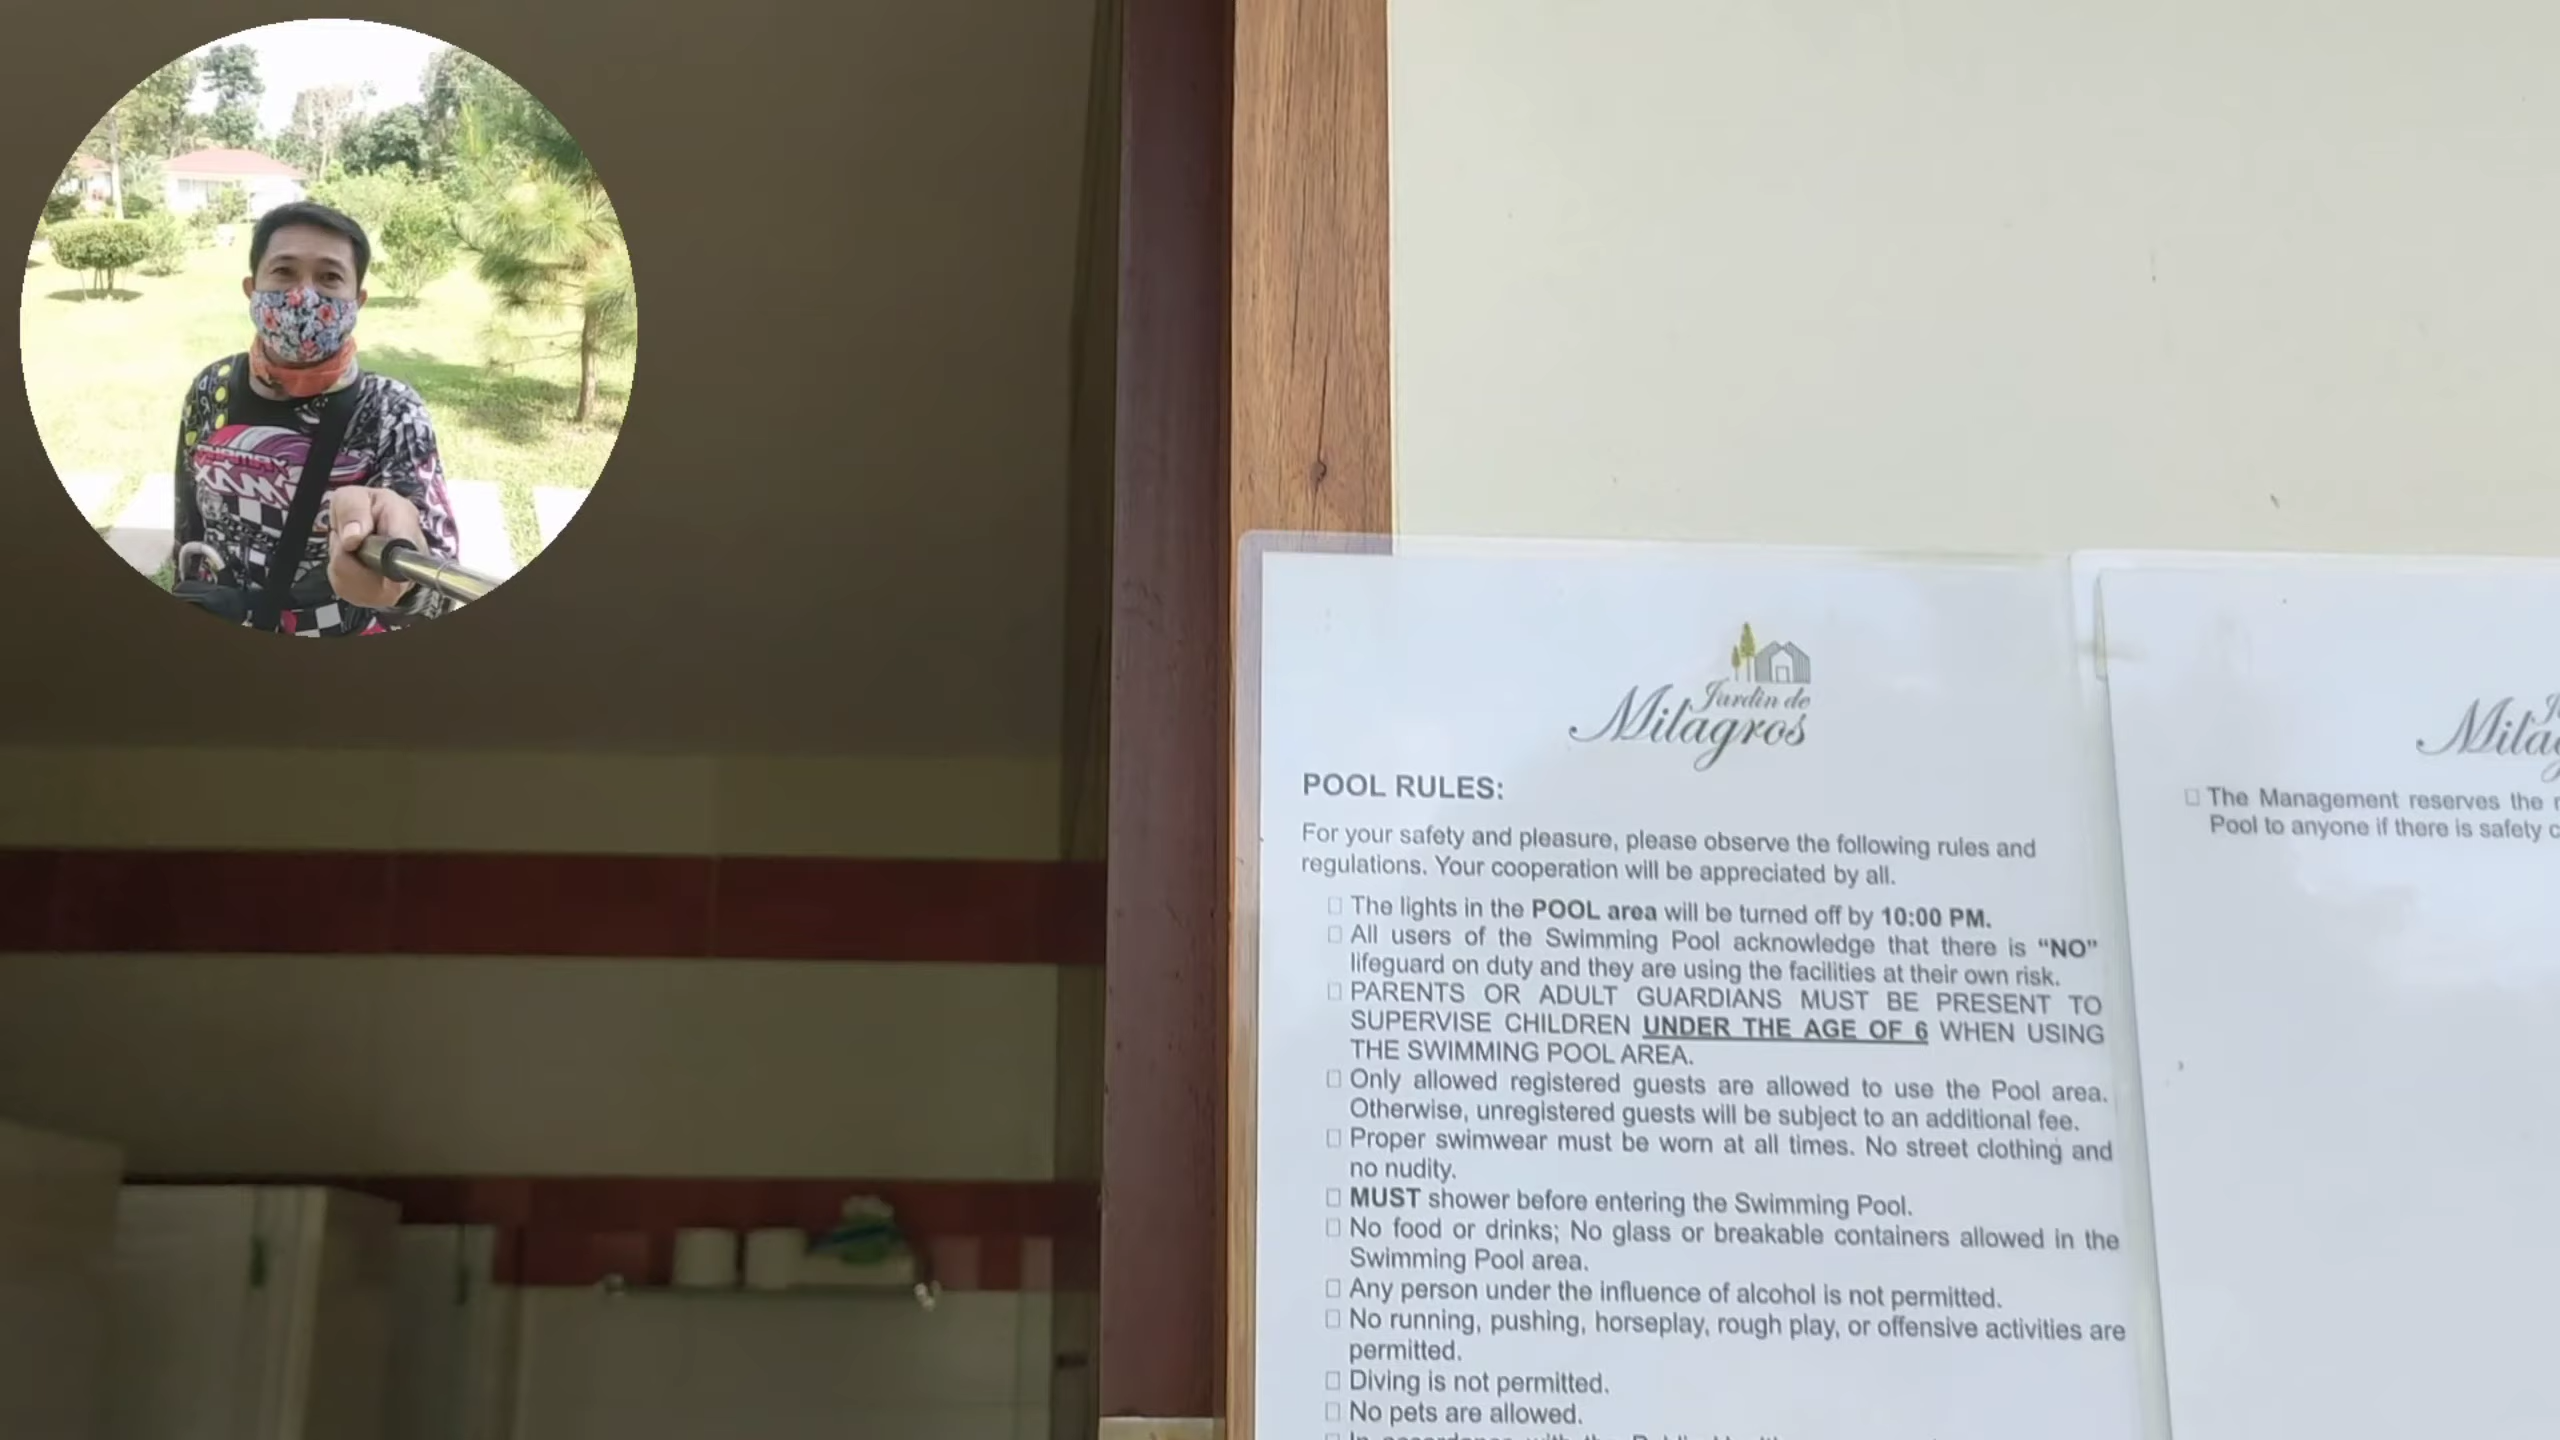 Jardin de
Milagros
POOL RULES:
For your safety and pleasure, please observe the following rules and
regulations. Your cooperation will be appreciated by all.
The lights in the POOL area will be turned off by 10:00 PM.
All users of the Swimming Pool acknowledge that there is “NO”
lifeguard on duty and they are using the facilities at their own risk.
PARENTS OR ADULT GUARDIANS MUST BE PRESENT TO
SUPERVISE CHILDREN UNDER THE AGE OF 6 WHEN USING
THE SWIMMING POOL AREA.
Only allowed registered guests are allowed to use the Pool area.
Otherwise, unregistered guests will be subject to an additional fee.
Proper swimwear must be worn at all times. No street clothing and
no nudity.
MUST shower before entering the Swimming Pool.
No food or drinks; No glass or breakable containers allowed in the
Swimming Pool area.
Any person under the influence of alcohol is not permitted.
No running, pushing, horseplay, rough play, or offensive activities are
permitted.
Diving is not permitted.
No pets are allowed.
The Management reserves the
Pool to anyone if there is safety